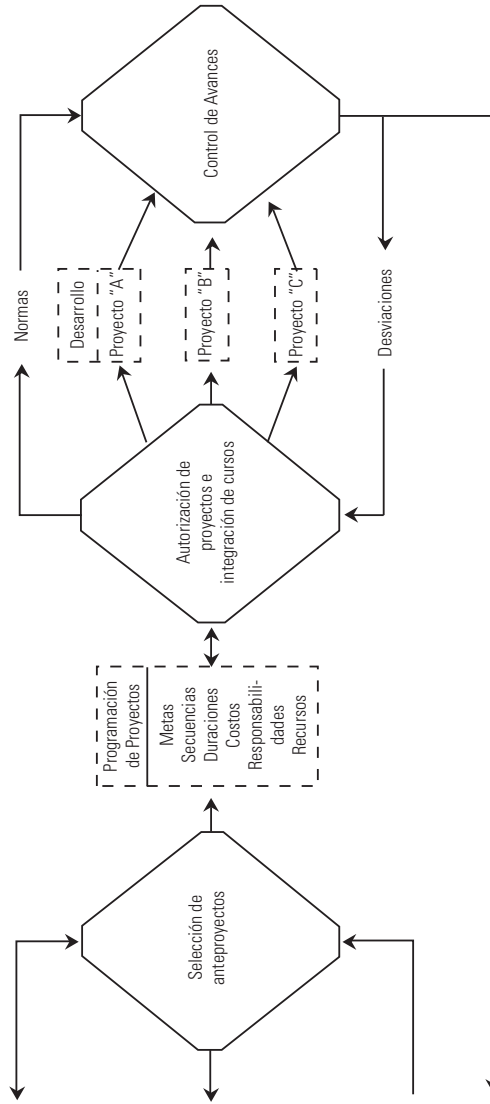 Selección de
anteproyectos
Programación
de Proyectos
Metas
Secuencias
Duraciones
Costos
Responsabili-
dades
Recursos
Autorización de
proyectos e
integración de cursos
Normas
Desarrollo
Proyecto “A”
Proyecto “B”
Proyecto “C”
Desviaciones
Control de Avances